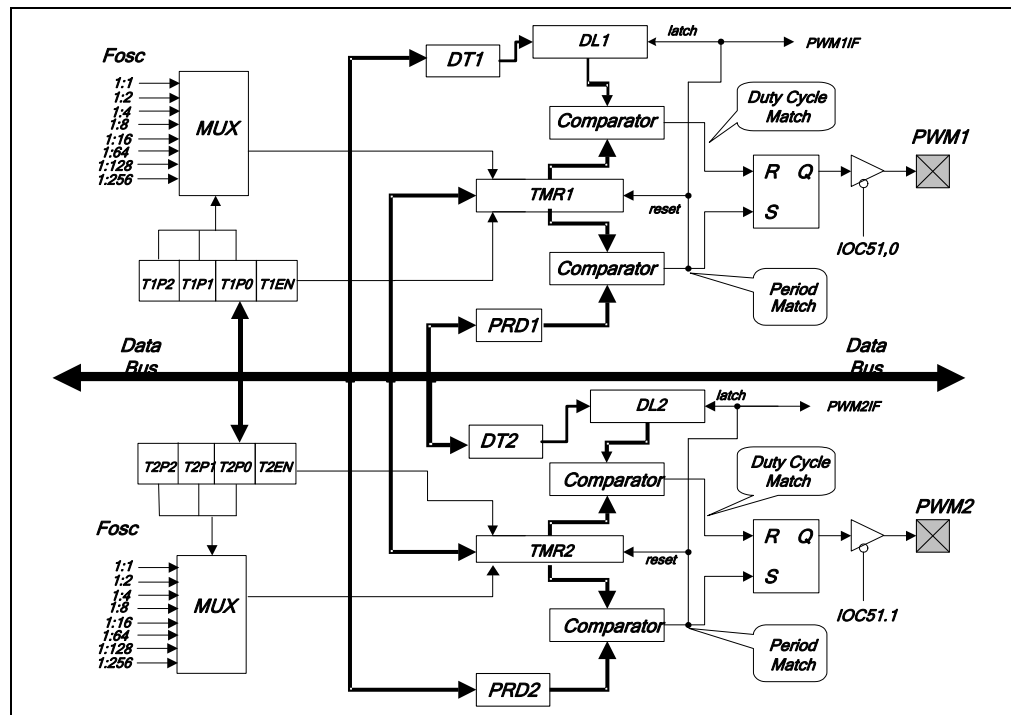 Fosc
1:1
1:2
1:4
1:8
1:16
1:64
1:128
1:256
MUX
T1P2 T1P1 T1P0 T1EN
DT1
DL1
latch
PWM1IF
Comparator
Duty Cycle
Match
PWM1
TMR1
reset
R Q
S
IOC51,0
Comparator
Period
Match
PRD1
Data
Bus
Data
Bus
DL2
latch
PWM2IF
DT2
T2P2 T2P1 T2P0 T2EN
Comparator
Duty Cycle
Match
PWM2
Fosc
1:1
1:2
1:4
1:8
1:16
1:64
1:128
1:256
MUX
TMR2
reset
R Q
S
IOC51.1
Comparator
Period
Match
PRD2